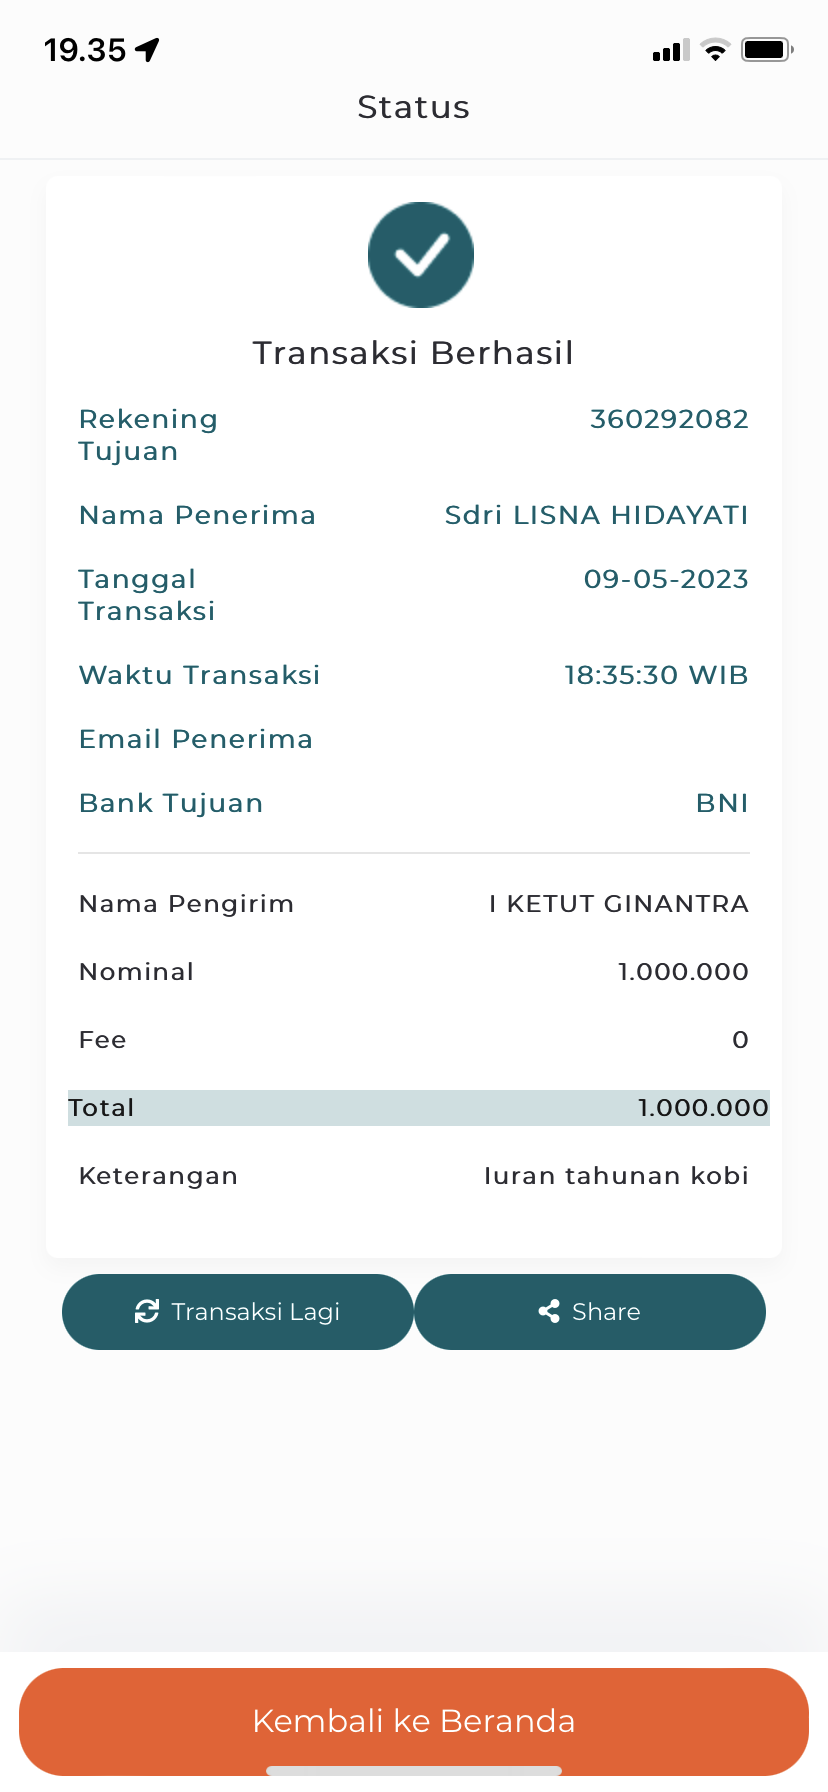 19.35
Status
Transaksi Berhasil
Rekening Tujuan 360292082
Nama Penerima Sdri LISNA HIDAYATI
Tanggal Transaksi 09-05-2023
Waktu Transaksi 18:35:30 WIB
Email Penerima
Bank Tujuan BNI
Nama Pengirim I KETUT GINANTRA
Nominal 1.000.000
Fee 0
Total 1.000.000
Keterangan Iuran tahunan kobi
Transaksi Lagi Share
Kembali ke Beranda